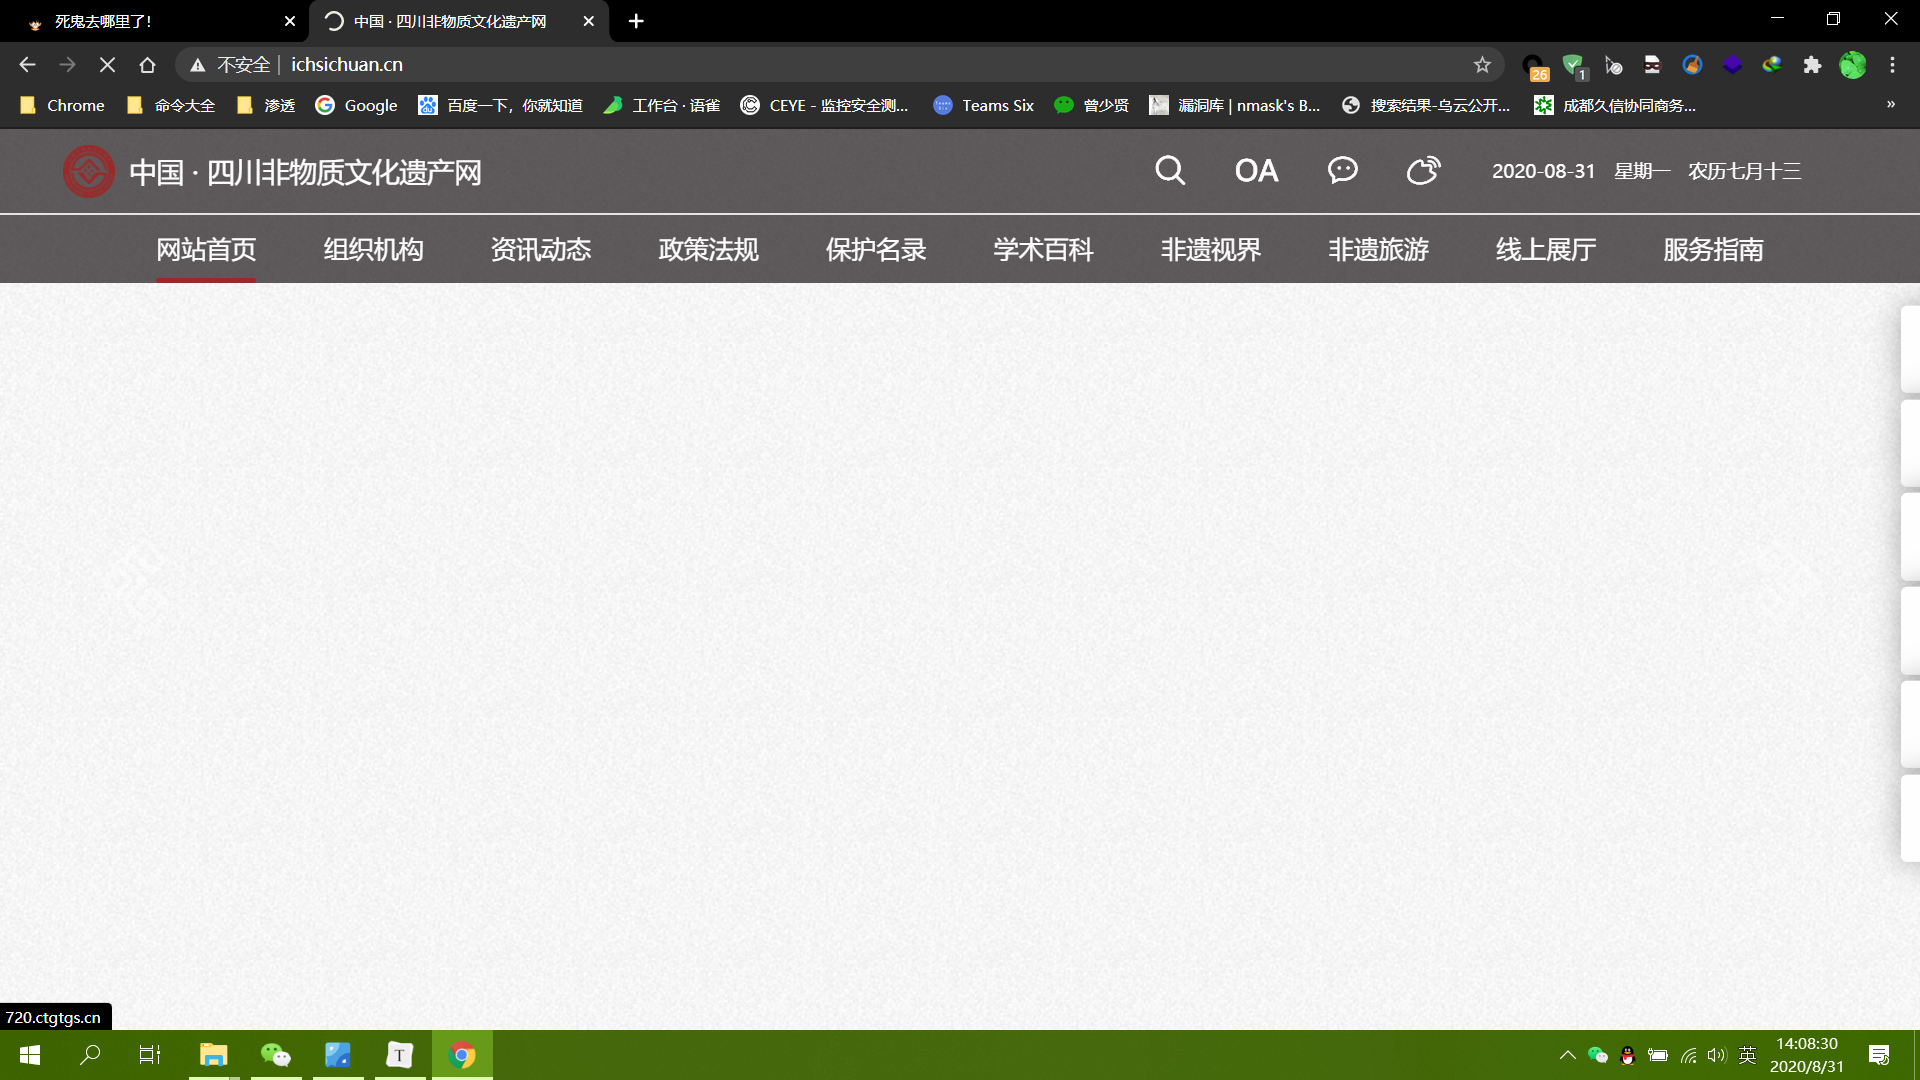 死鬼去哪里了！
中国 · 四川非物质文化遗产网
不安全 | ichsichuan.cn
26
1
Chrome 命令大全 渗透 Google 百度一下，你就知道 工作台 · 语雀 CEYE - 监控安全测... Teams Six 曾少贤 漏洞库 | nmask's B... 搜索结果-乌云公开... 成都久信协同商务... »
中国 · 四川非物质文化遗产网 OA 2020-08-31 星期一 农历七月十三
网站首页 组织机构 资讯动态 政策法规 保护名录 学术百科 非遗视界 非遗旅游 线上展厅 服务指南
720.ctgtgs.cn
T
英
14:08:30
2020/8/31